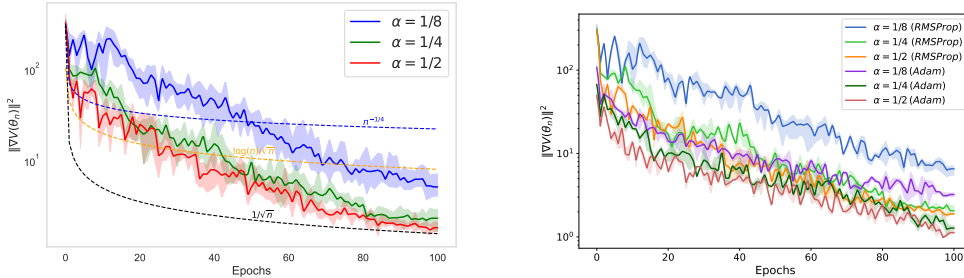 α = 1/8
α = 1/4
α = 1/2
n^{-1/4}
log(n)/√n
1/√n
10²
10¹
‖∇V(θₙ)‖²
0 20 40 60 80 100
Epochs
α = 1/8 (RMSProp)
α = 1/4 (RMSProp)
α = 1/2 (RMSProp)
α = 1/8 (Adam)
α = 1/4 (Adam)
α = 1/2 (Adam)
10²
10¹
10⁰
‖∇V(θₙ)‖²
0 20 40 60 80 100
Epochs